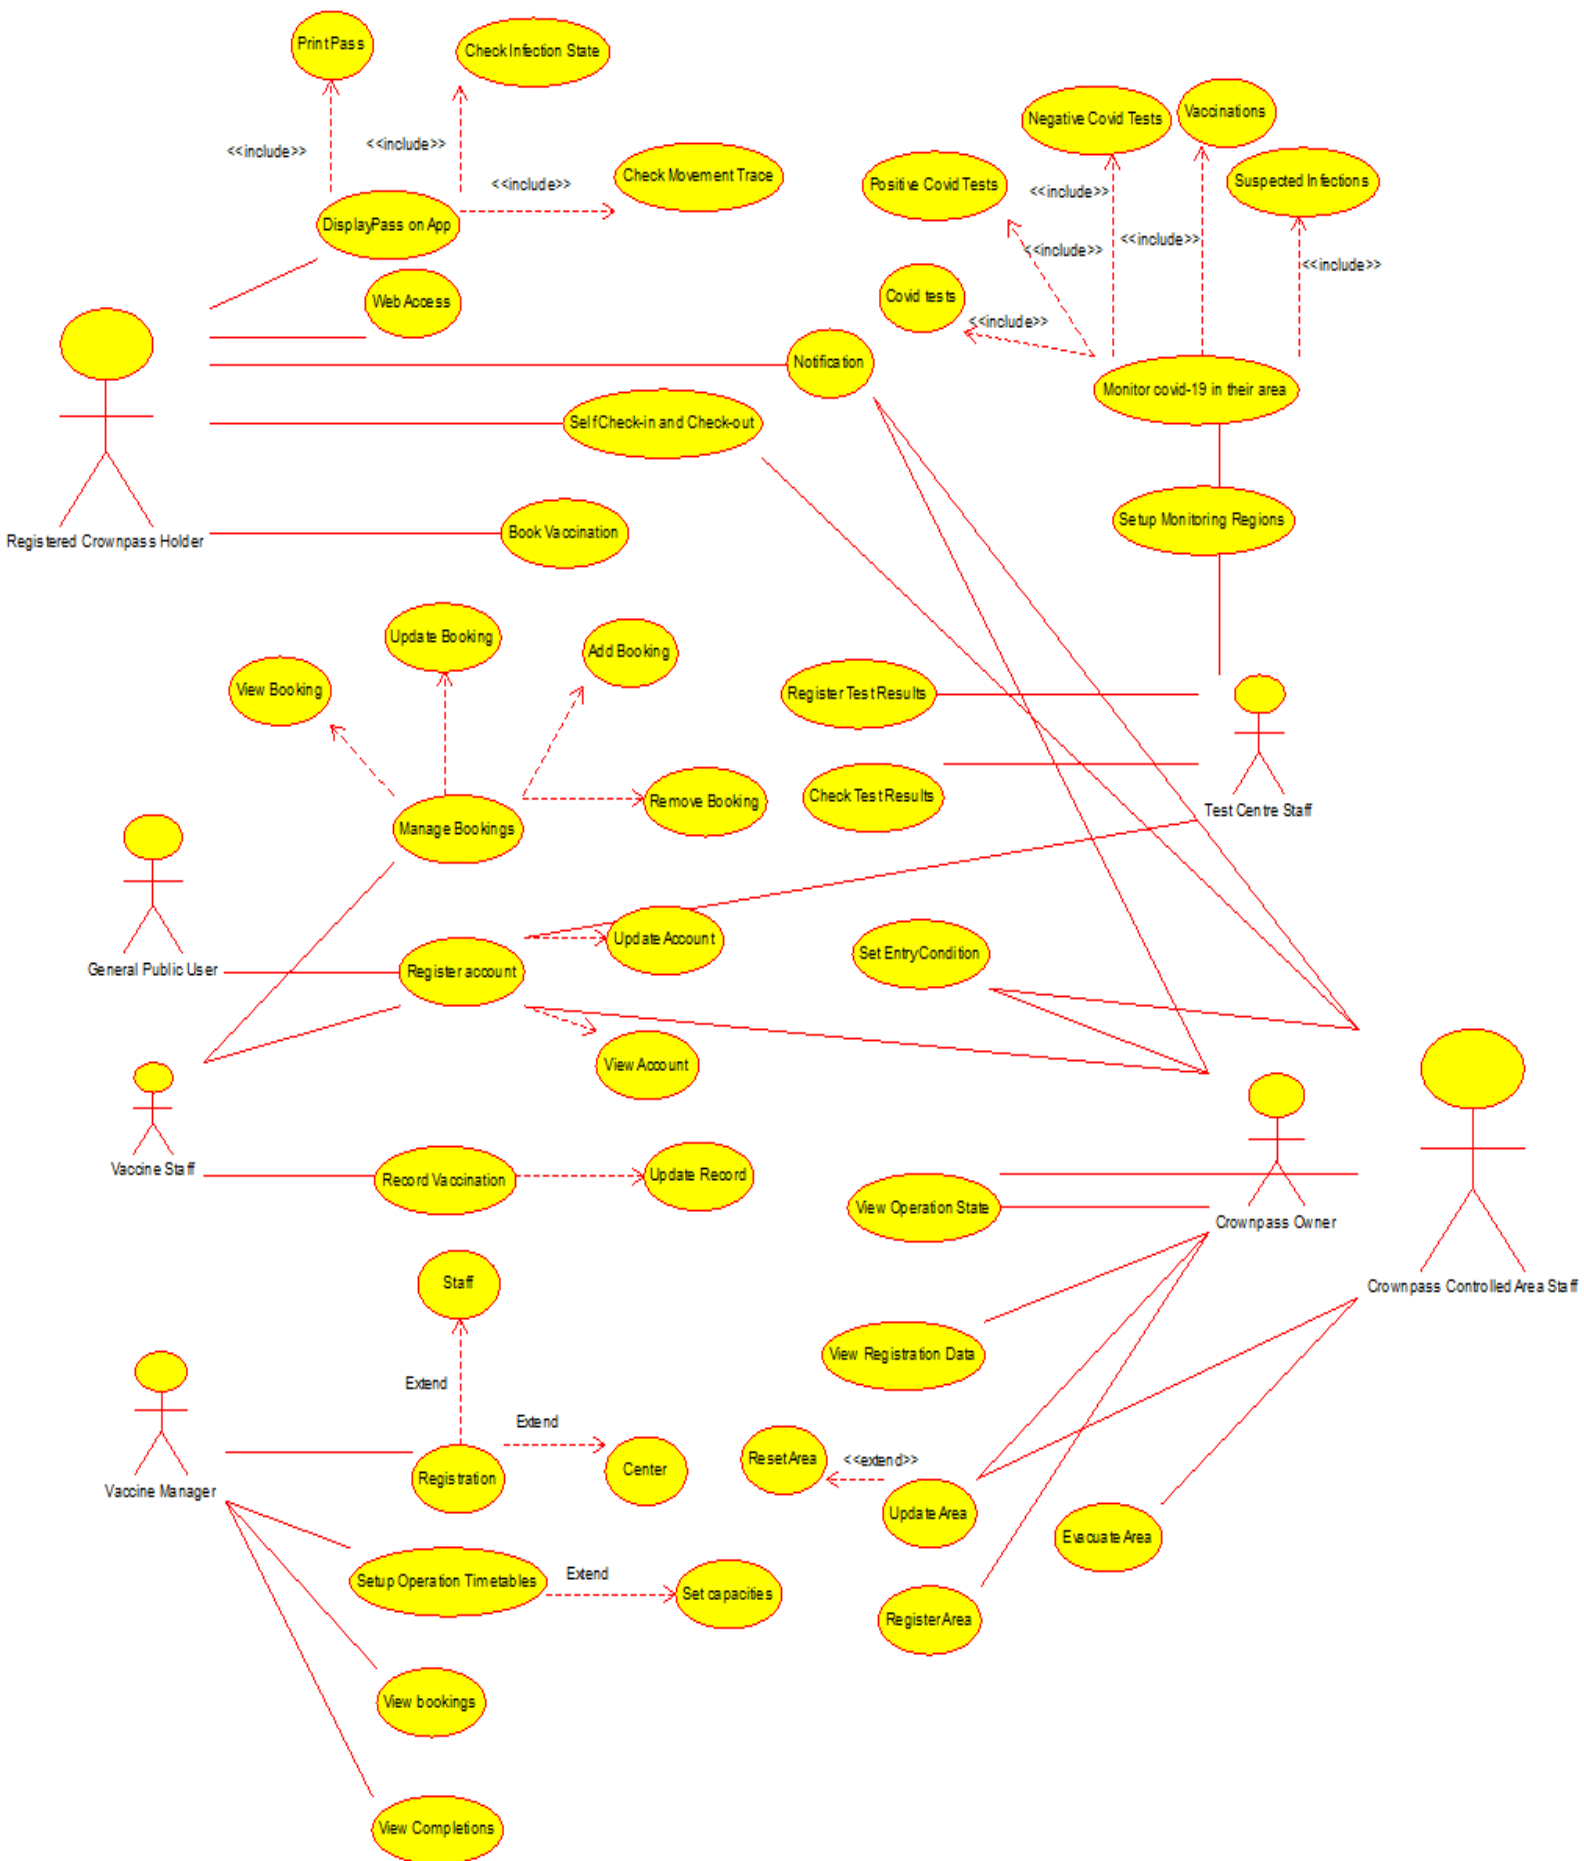 Print Pass
Check Infection State
<<include>>
<<include>>
<<include>>
Check Movement Trace
DisplayPass on App
Web Access
Negative Covid Tests
Vaccinations
Positive Covid Tests
<<include>>
Suspected Infections
<<include>>
<<include>>
<<include>>
Covid tests
<<include>>
Notification
Monitor covid-19 in their area
Self Check-in and Check-out
Registered Crownpass Holder
Book Vaccination
Setup Monitoring Regions
Update Booking
Add Booking
View Booking
Register Test Results
Manage Bookings
Remove Booking
Check Test Results
Test Centre Staff
General Public User
Register account
Update Account
Set Entry Condition
View Account
Vaccine Staff
Record Vaccination
Update Record
View Operation State
Crownpass Owner
Crownpass Controlled Area Staff
Staff
View Registration Data
Extend
Extend
Vaccine Manager
Registration
Center
Reset Area
<<extend>>
Update Area
Evacuate Area
Setup Operation Timetables
Extend
Set capacities
Register Area
View bookings
View Completions